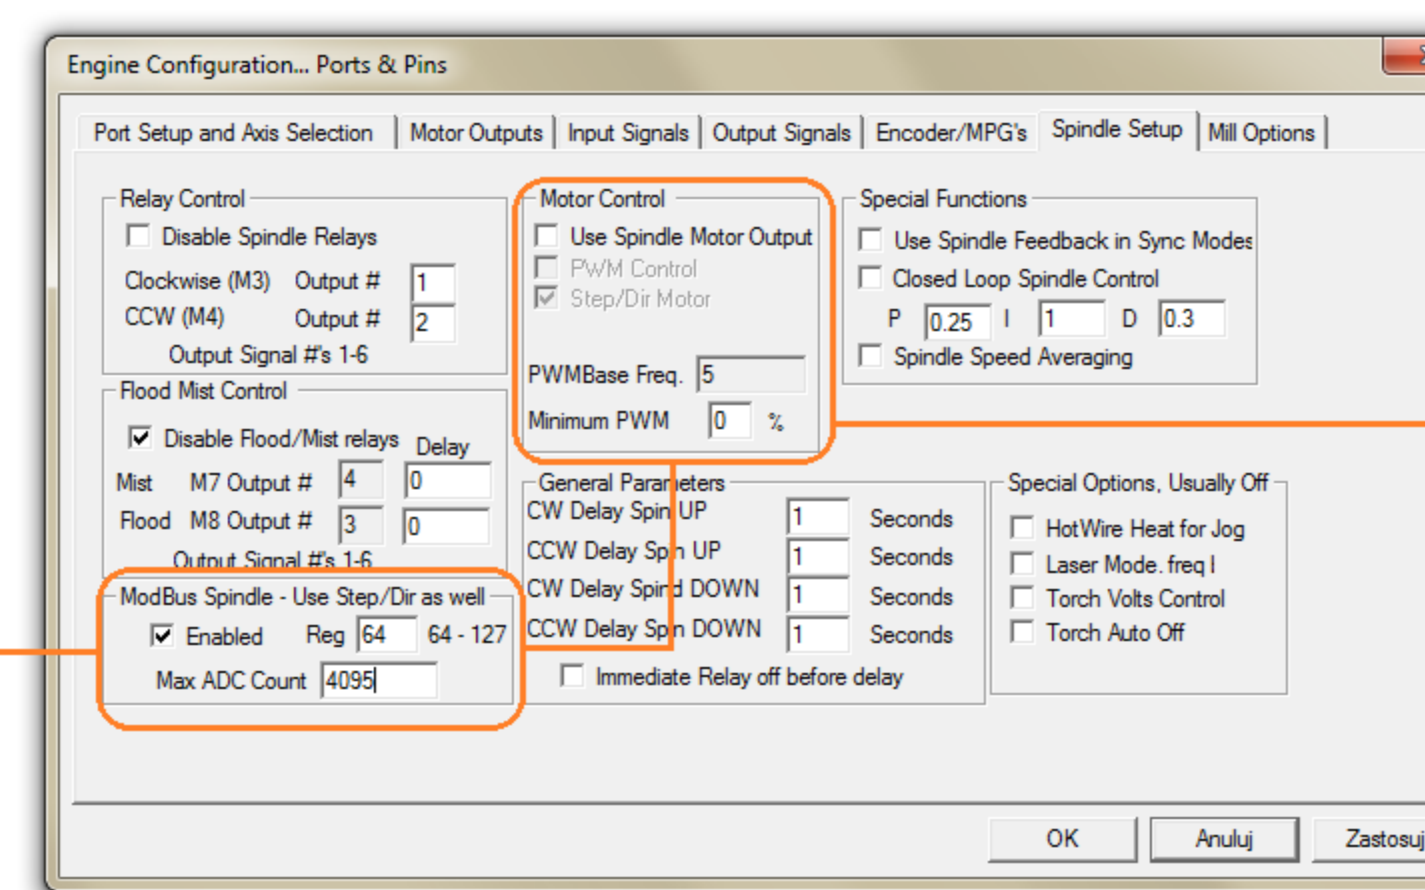 Engine Configuration... Ports & Pins
Port Setup and Axis Selection
Motor Outputs
Input Signals
Output Signals
Encoder/MPG's
Spindle Setup
Mill Options
Relay Control
Disable Spindle Relays
Clockwise (M3) Output # 1
CCW (M4) Output # 2
Output Signal #'s 1-6
Flood Mist Control
Disable Flood/Mist relays Delay
Mist M7 Output # 4 0
Flood M8 Output # 3 0
Output Signal #'s 1-6
ModBus Spindle - Use Step/Dir as well
Enabled Reg 64 64 - 127
Max ADC Count 4095
Motor Control
Use Spindle Motor Output
PWM Control
Step/Dir Motor
PWMBase Freq. 5
Minimum PWM 0 %
General Parameters
CW Delay Spin UP 1 Seconds
CCW Delay Spin UP 1 Seconds
CW Delay Spind DOWN 1 Seconds
CCW Delay Spin DOWN 1 Seconds
Immediate Relay off before delay
Special Functions
Use Spindle Feedback in Sync Modes
Closed Loop Spindle Control
P 0.25 I 1 D 0.3
Spindle Speed Averaging
Special Options, Usually Off
HotWire Heat for Jog
Laser Mode. freq l
Torch Volts Control
Torch Auto Off
OK
Anuluj
Zastosuj